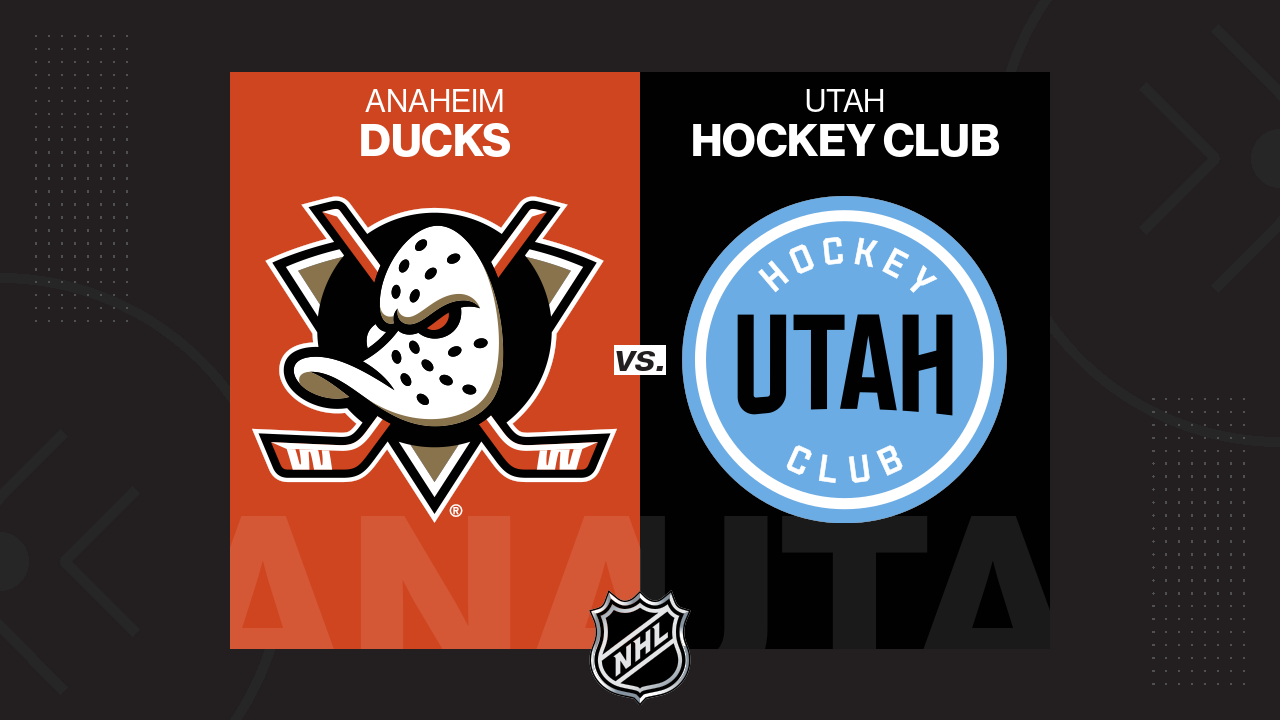 ANAHEIM
DUCKS
UTAH
HOCKEY CLUB
HOCKEY
UTAH
CLUB
vs.
®
ANA
UTA
NHL